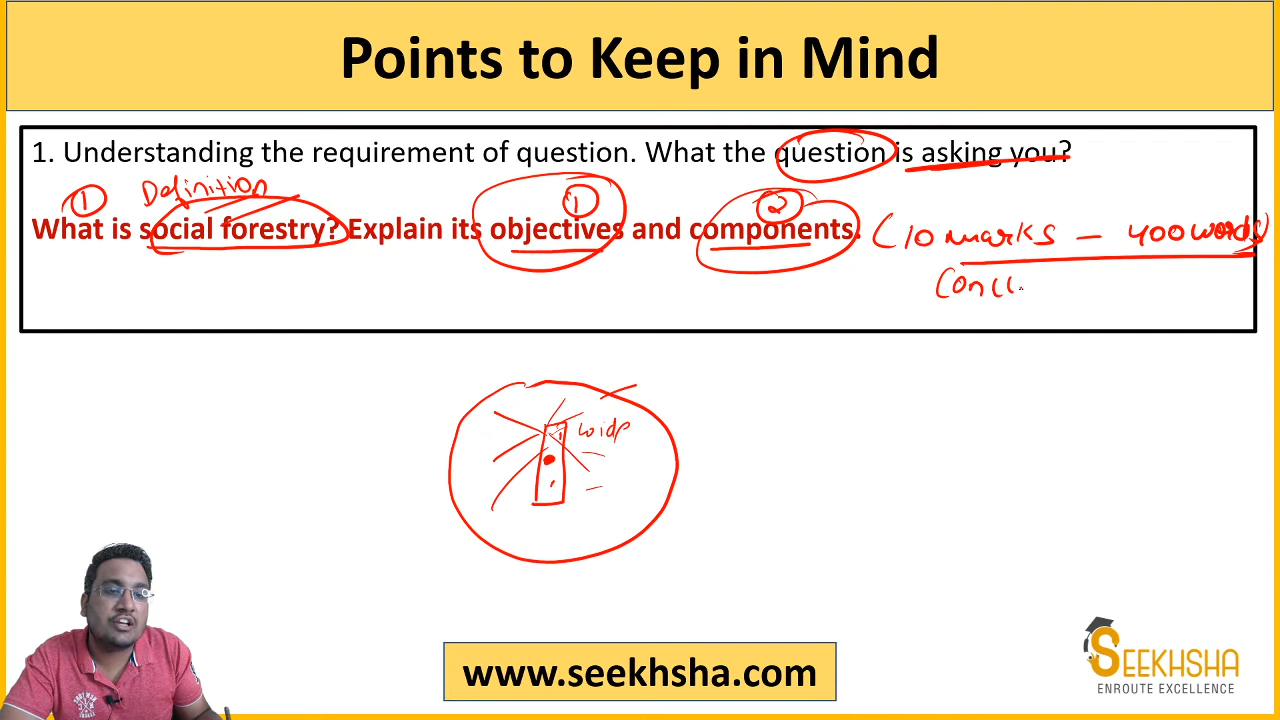 Points to Keep in Mind
1. Understanding the requirement of question. What the question is asking you?
1 Definition 1 2
What is social forestry? Explain its objectives and components. (10 marks - 400 words)
wide
www.seekhsha.com
SEEKHSHA
ENROUTE EXCELLENCE